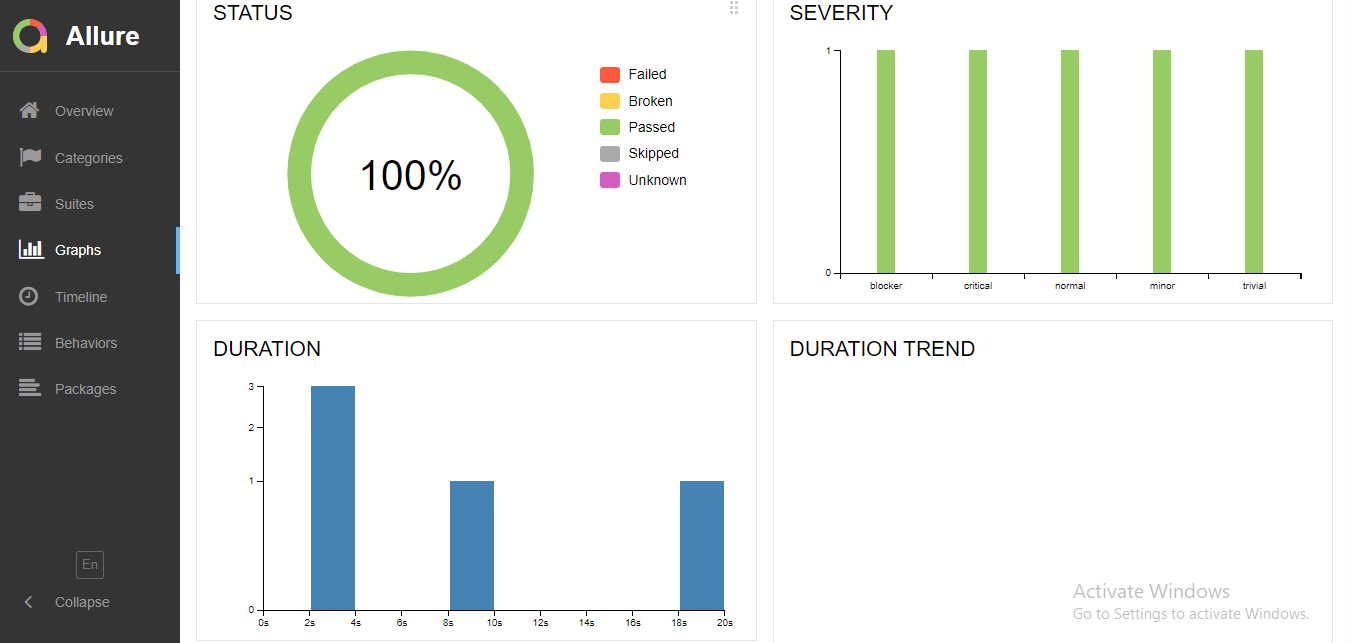 Allure
Overview
Categories
Suites
Graphs
Timeline
Behaviors
Packages
En
Collapse
STATUS
100%
Failed
Broken
Passed
Skipped
Unknown
SEVERITY
1
0
blocker critical normal minor trivial
DURATION
3
2
1
0
0s 2s 4s 6s 8s 10s 12s 14s 16s 18s 20s
DURATION TREND
Activate Windows
Go to Settings to activate Windows.